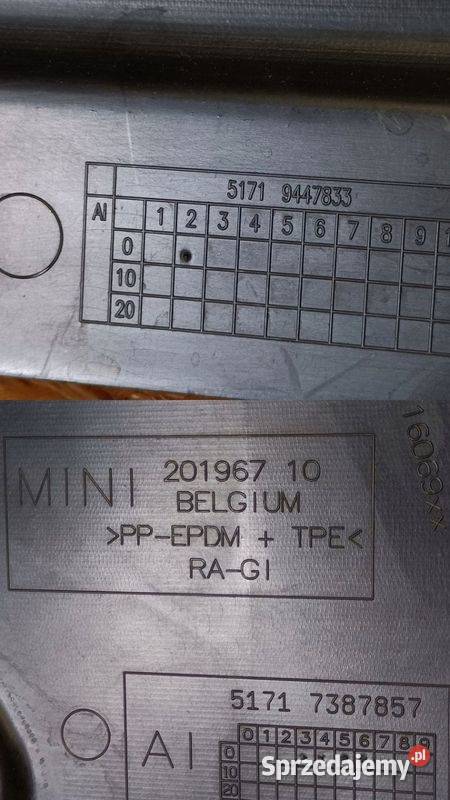 5171 9447833
AI 1 2 3 4 5 6 7 8 9
0
10
20
16069xx
MINI 201967 10
BELGIUM
>PP-EPDM + TPE<
RA-GI
5171 7387857
AI
0 1 2 3 4 5 6 7 8 9
0
10
20
Sprzedajemy.pl